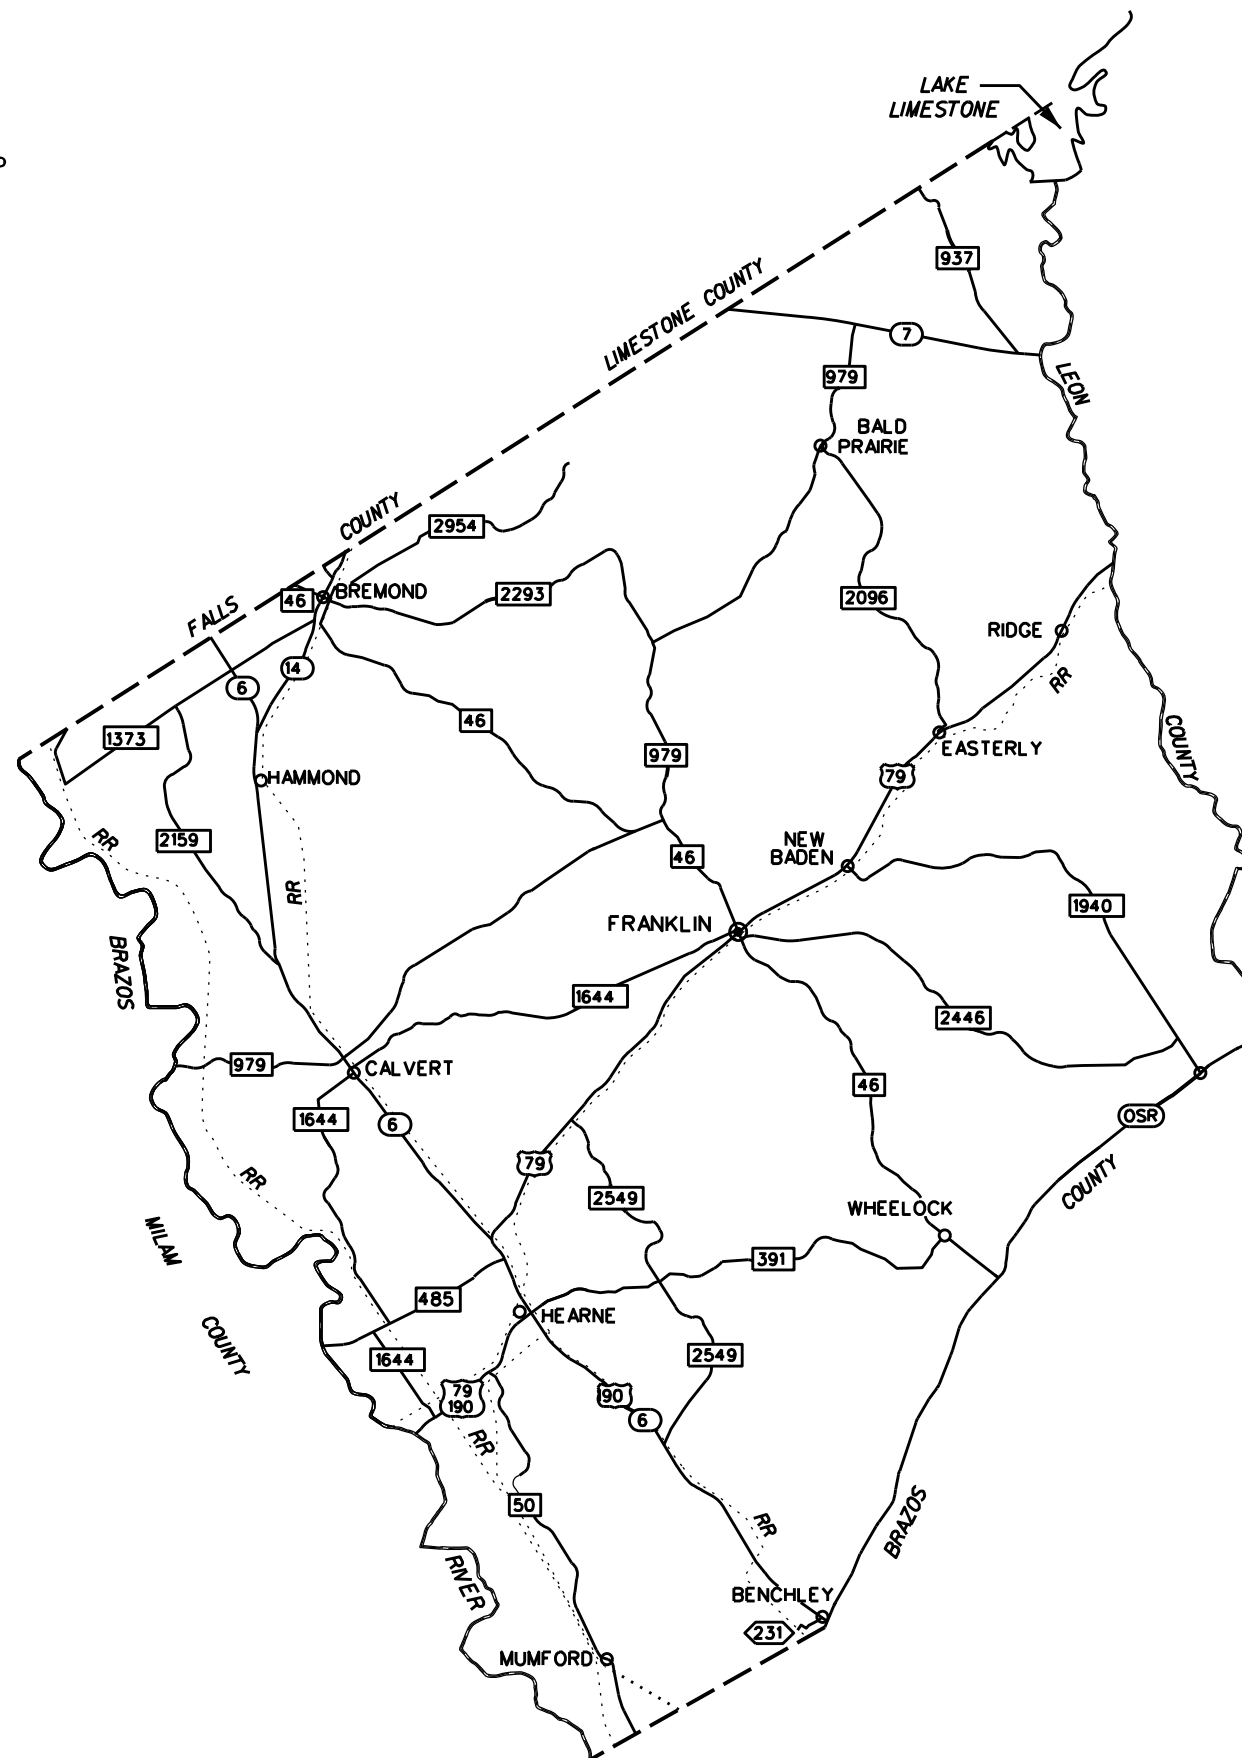 LAKE
LIMESTONE
937
LIMESTONE COUNTY
7
979
LEON
BALD
PRAIRIE
COUNTY
2954
2293
BREMOND
46
2096
FALLS
RIDGE
14
6
RR
46
1373
COUNTY
979
EASTERLY
79
HAMMOND
RR
2159
NEW
BADEN
46
RR
1940
FRANKLIN
BRAZOS
1644
2446
979
CALVERT
46
1644
6
OSR
79
RR
COUNTY
2549
WHEELOCK
MILAM
391
485
HEARNE
COUNTY
1644
2549
79
190
90
6
RR
50
RR
BRAZOS
RIVER
BENCHLEY
231
MUMFORD